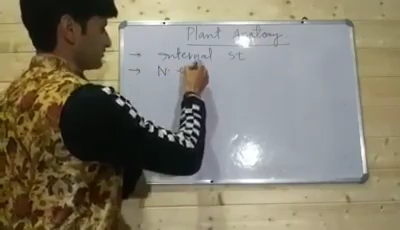 Plant Anatomy
→ internal st
→ N.